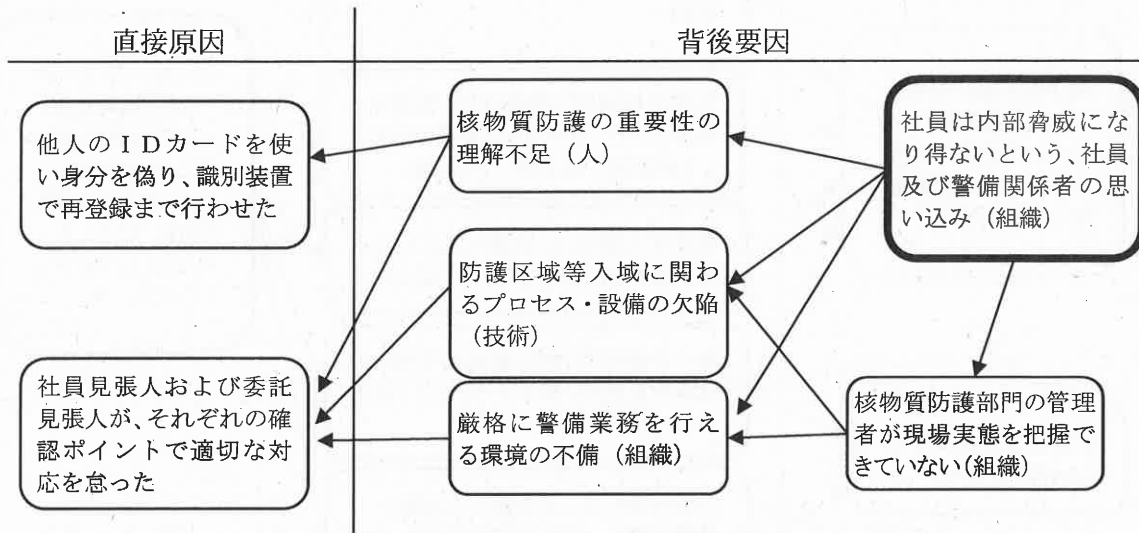 直接原因
背後要因
他人のＩＤカードを使
い身分を偽り、識別装置
で再登録まで行わせた
核物質防護の重要性の
理解不足（人）
社員は内部脅威にな
り得ないという、社員
及び警備関係者の思
い込み（組織）
防護区域等入域に関わ
るプロセス・設備の欠陥
（技術）
社員見張人および委託
見張人が、それぞれの確
認ポイントで適切な対
応を怠った
厳格に警備業務を行え
る環境の不備（組織）
核物質防護部門の管理
者が現場実態を把握で
きていない（組織）